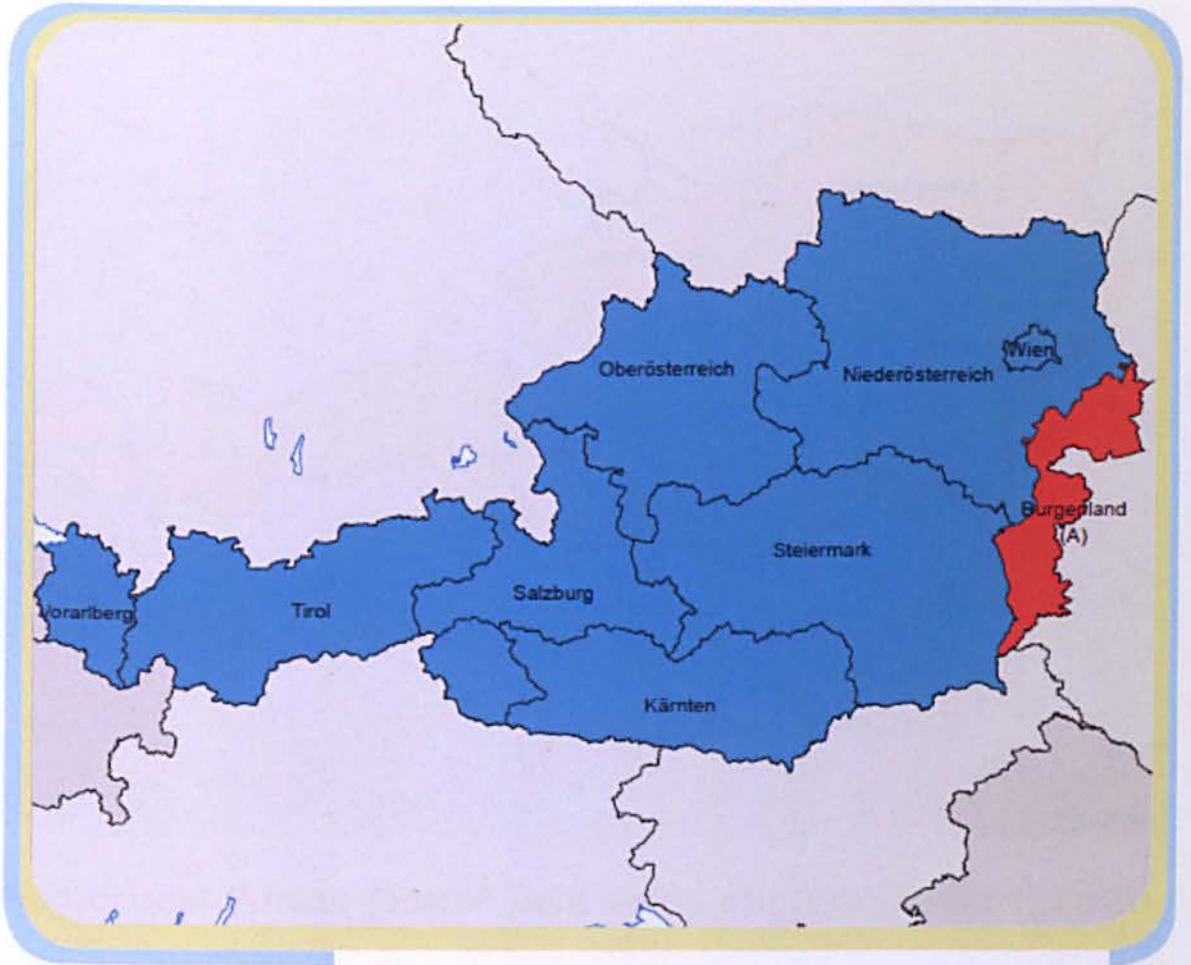 Wien
Oberösterreich
Niederösterreich
Burgenland
(A)
Steiermark
Salzburg
Vorarlberg
Tirol
Kärnten